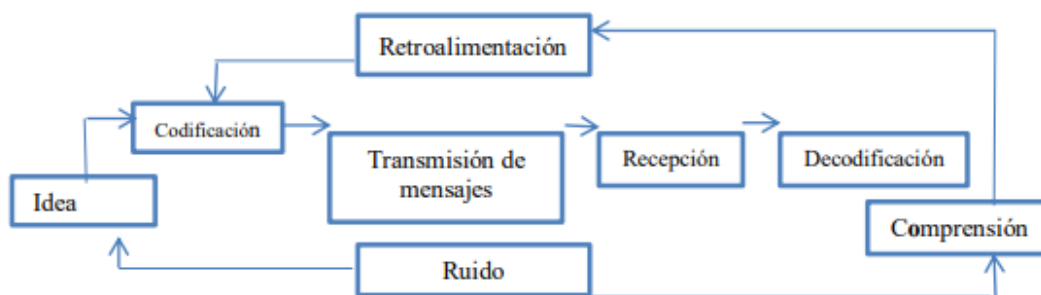 Retroalimentación
Codificación
Transmisión de
mensajes
Recepción
Decodificación
Idea
Comprensión
Ruido